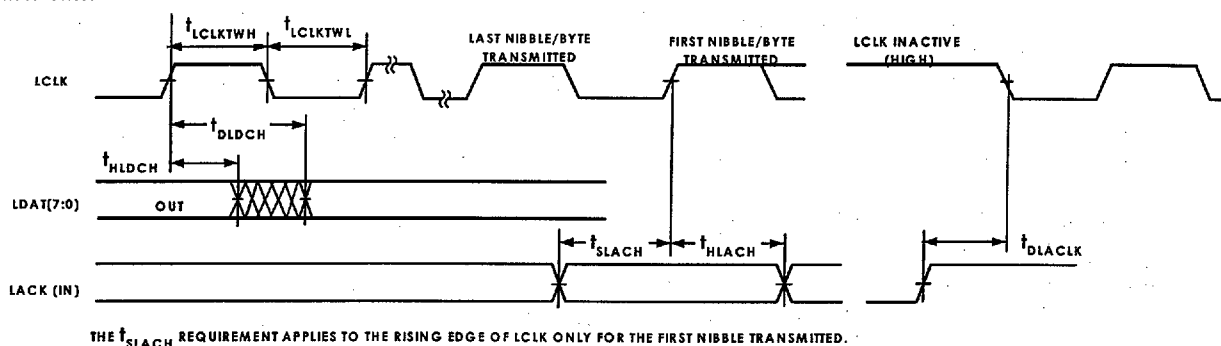 tLCLKTWH tLCLKTWL
LAST NIBBLE/BYTE TRANSMITTED
FIRST NIBBLE/BYTE TRANSMITTED
LCLK INACTIVE (HIGH)
LCLK
tDLDCH
tHLDCH
LDAT(7:0)
OUT
tSLACH tHLACH
tDLACLK
LACK (IN)
THE tSLACH REQUIREMENT APPLIES TO THE RISING EDGE OF LCLK ONLY FOR THE FIRST NIBBLE TRANSMITTED.